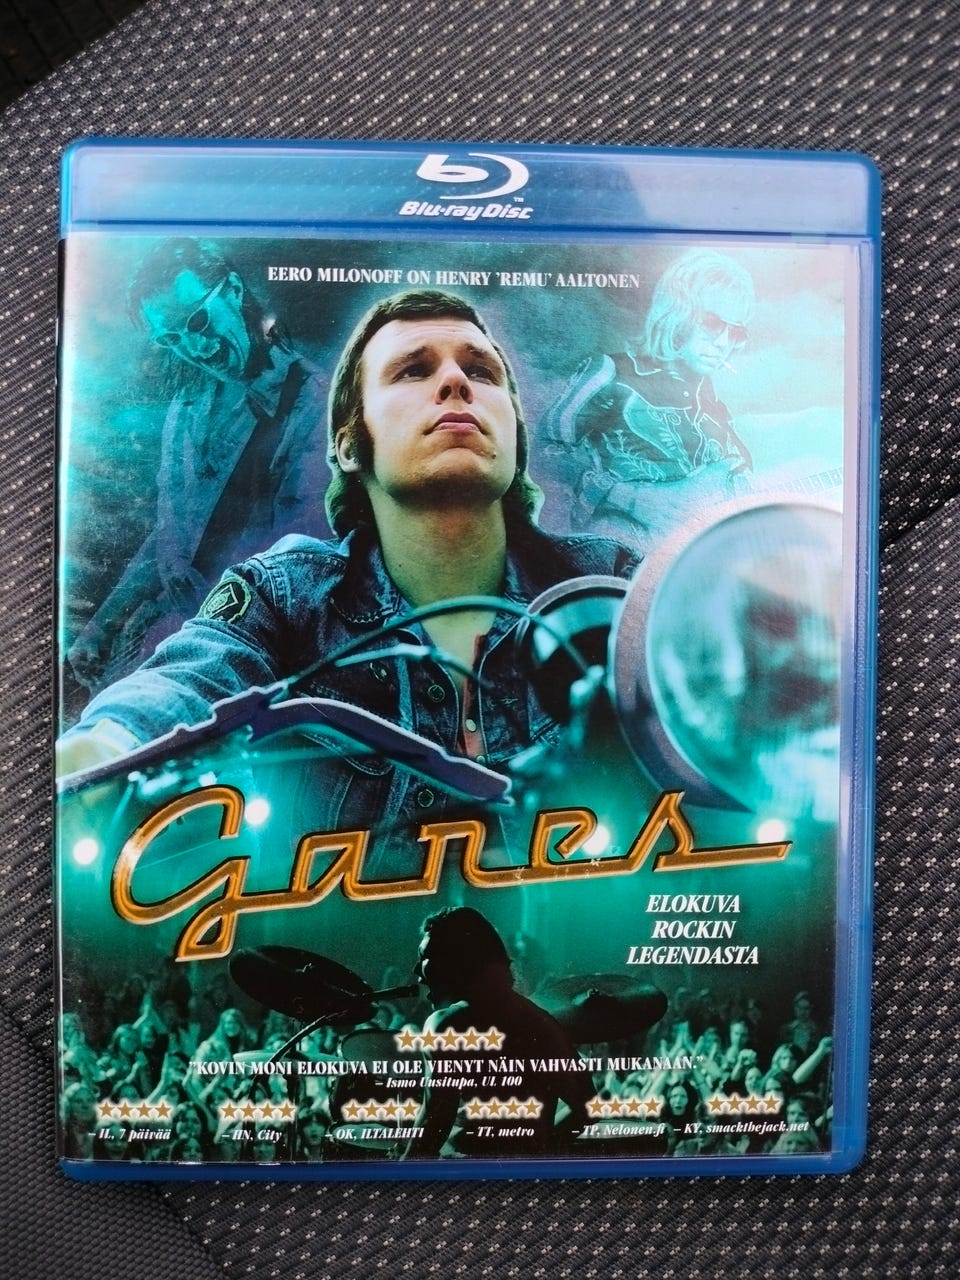 Blu-ray Disc
TM
EERO MILONOFF ON HENRY 'REMU' AALTONEN
Ganes
ELOKUVA
ROCKIN
LEGENDASTA
"KOVIN MONI ELOKUVA EI OLE VIENYT NÄIN VAHVASTI MUKANAAN."
– Ismo Uusitupa, Ul. 100
– IL, 7 päivää
– HN, City
– OK, ILTALEHTI
– TT, metro
– TP, Nelonen.fi
– KY, smackthejack.net